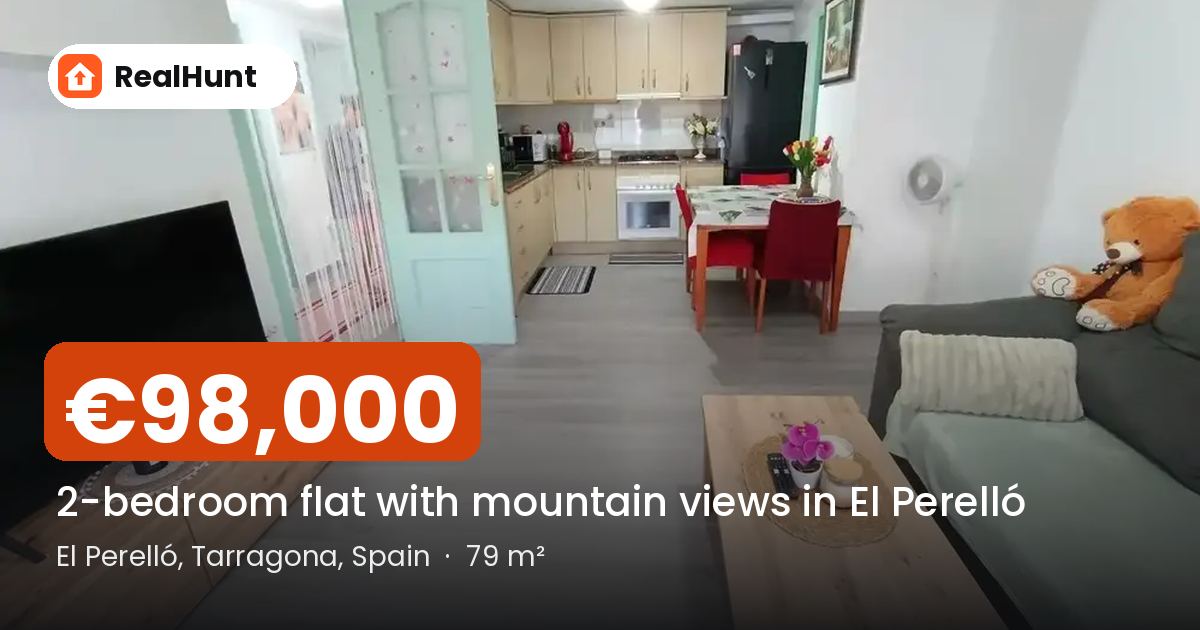 RealHunt
€98,000
2-bedroom flat with mountain views in El Perelló
El Perelló, Tarragona, Spain · 79 m²